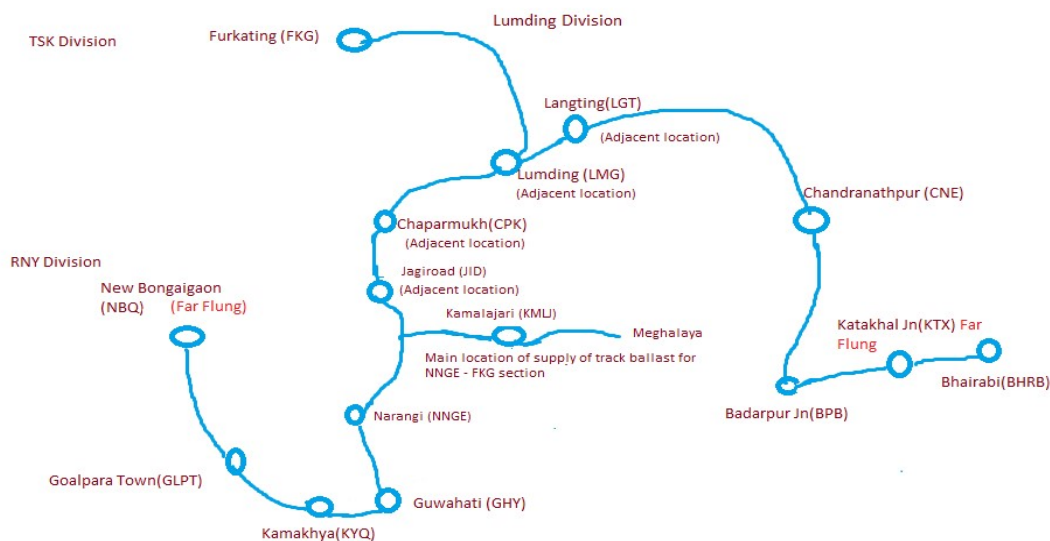 Lumding Division
TSK Division
Furkating (FKG)
Langting(LGT)
(Adjacent location)
Lumding (LMG)
(Adjacent location)
Chandranathpur (CNE)
Chaparmukh(CPK)
(Adjacent location)
RNY Division
Jagiroad (JID)
(Adjacent location)
New Bongaigaon
(NBQ) (Far Flung)
Kamalajari (KMLJ)
Meghalaya
Main location of supply of track ballast for
NNGE - FKG section
Katakhal Jn(KTX) Far
Flung
Bhairabi(BHRB)
Badarpur Jn(BPB)
Narangi (NNGE)
Goalpara Town(GLPT)
Guwahati (GHY)
Kamakhya(KYQ)